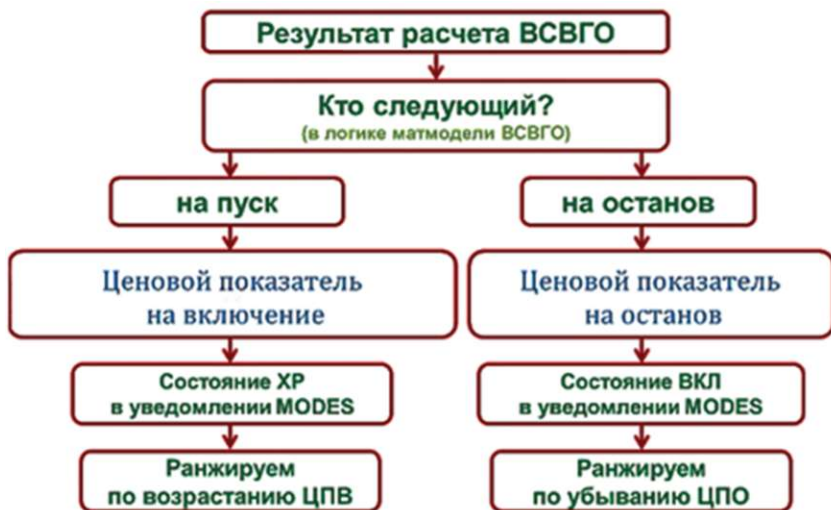 Результат расчета ВСВГО
Кто следующий?
(в логике матмодели ВСВГО)
на пуск
на останов
Ценовой показатель
на включение
Ценовой показатель
на останов
Состояние ХР
в уведомлении MODES
Состояние ВКЛ
в уведомлении MODES
Ранжируем
по возрастанию ЦПВ
Ранжируем
по убыванию ЦПО